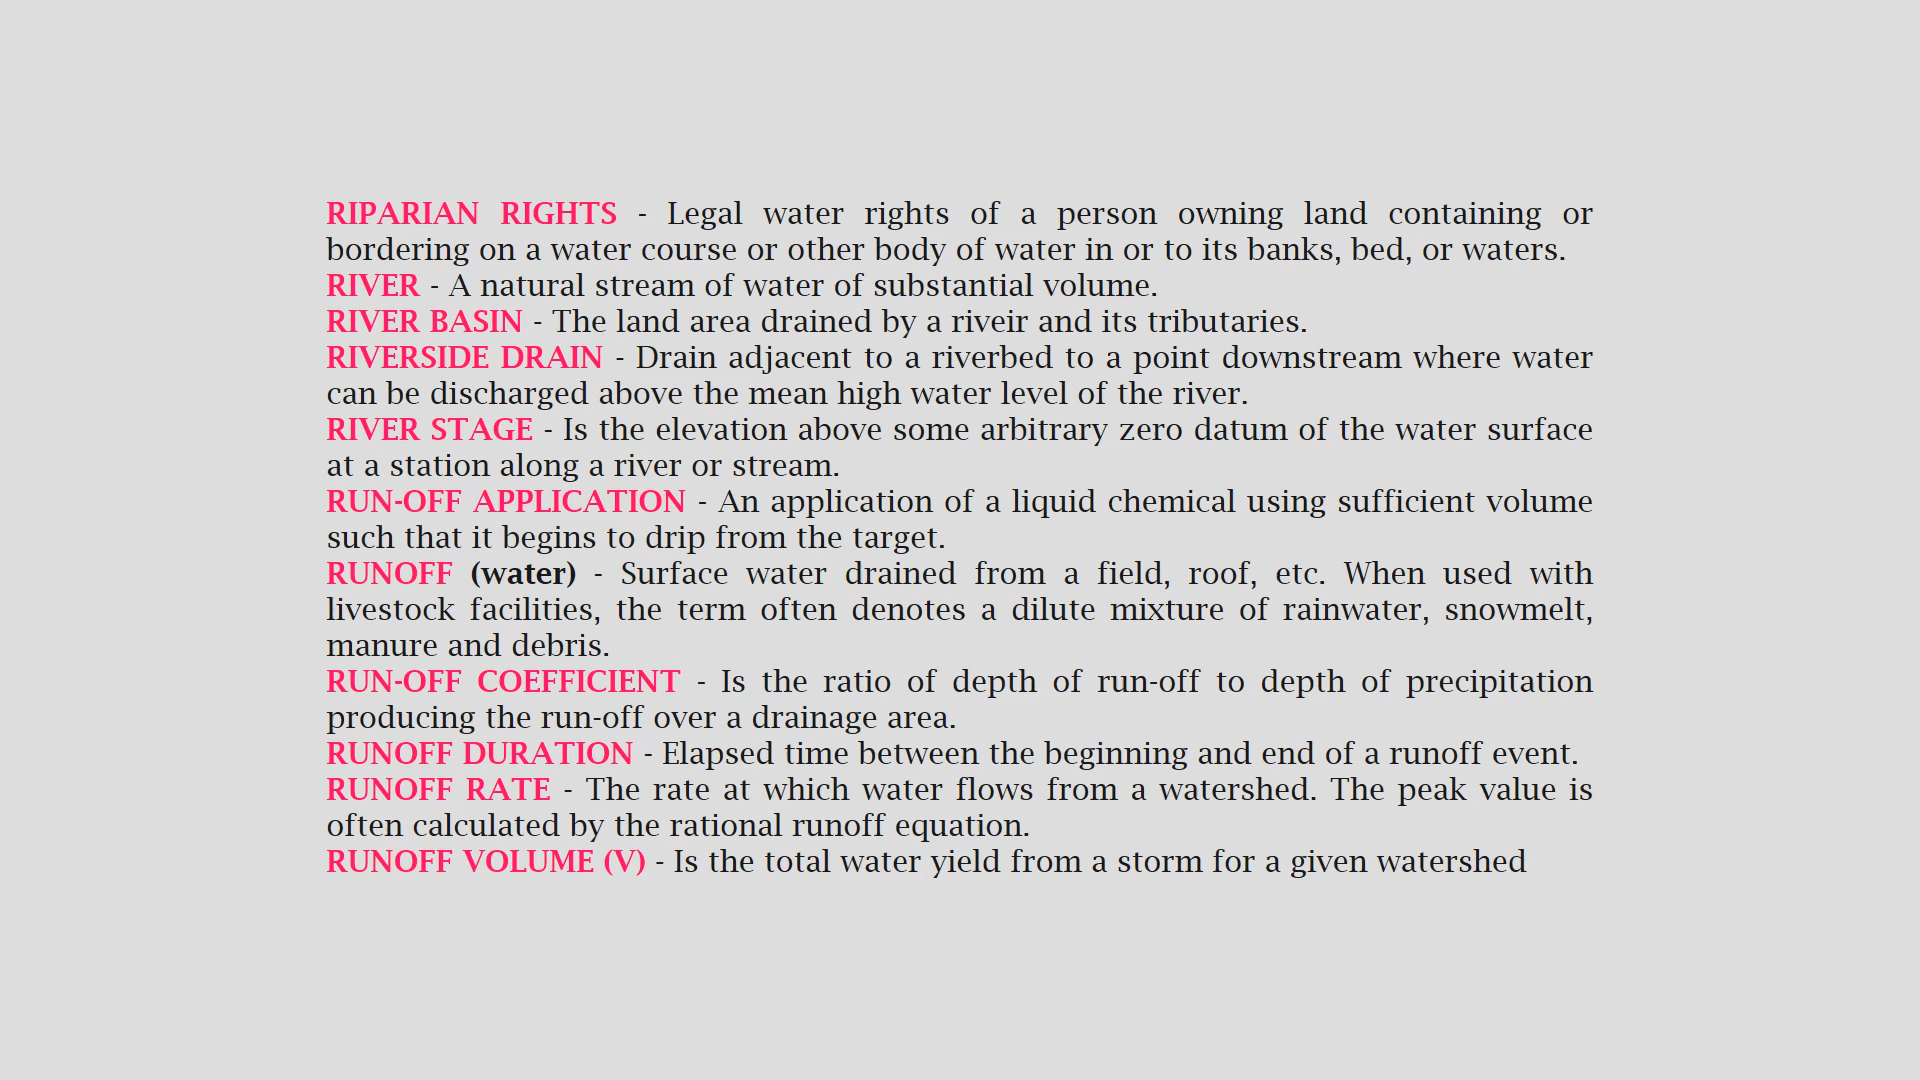 RIPARIAN RIGHTS - Legal water rights of a person owning land containing or
bordering on a water course or other body of water in or to its banks, bed, or waters.
RIVER - A natural stream of water of substantial volume.
RIVER BASIN - The land area drained by a riveir and its tributaries.
RIVERSIDE DRAIN - Drain adjacent to a riverbed to a point downstream where water
can be discharged above the mean high water level of the river.
RIVER STAGE - Is the elevation above some arbitrary zero datum of the water surface
at a station along a river or stream.
RUN-OFF APPLICATION - An application of a liquid chemical using sufficient volume
such that it begins to drip from the target.
RUNOFF (water) - Surface water drained from a field, roof, etc. When used with
livestock facilities, the term often denotes a dilute mixture of rainwater, snowmelt,
manure and debris.
RUN-OFF COEFFICIENT - Is the ratio of depth of run-off to depth of precipitation
producing the run-off over a drainage area.
RUNOFF DURATION - Elapsed time between the beginning and end of a runoff event.
RUNOFF RATE - The rate at which water flows from a watershed. The peak value is
often calculated by the rational runoff equation.
RUNOFF VOLUME (V) - Is the total water yield from a storm for a given watershed